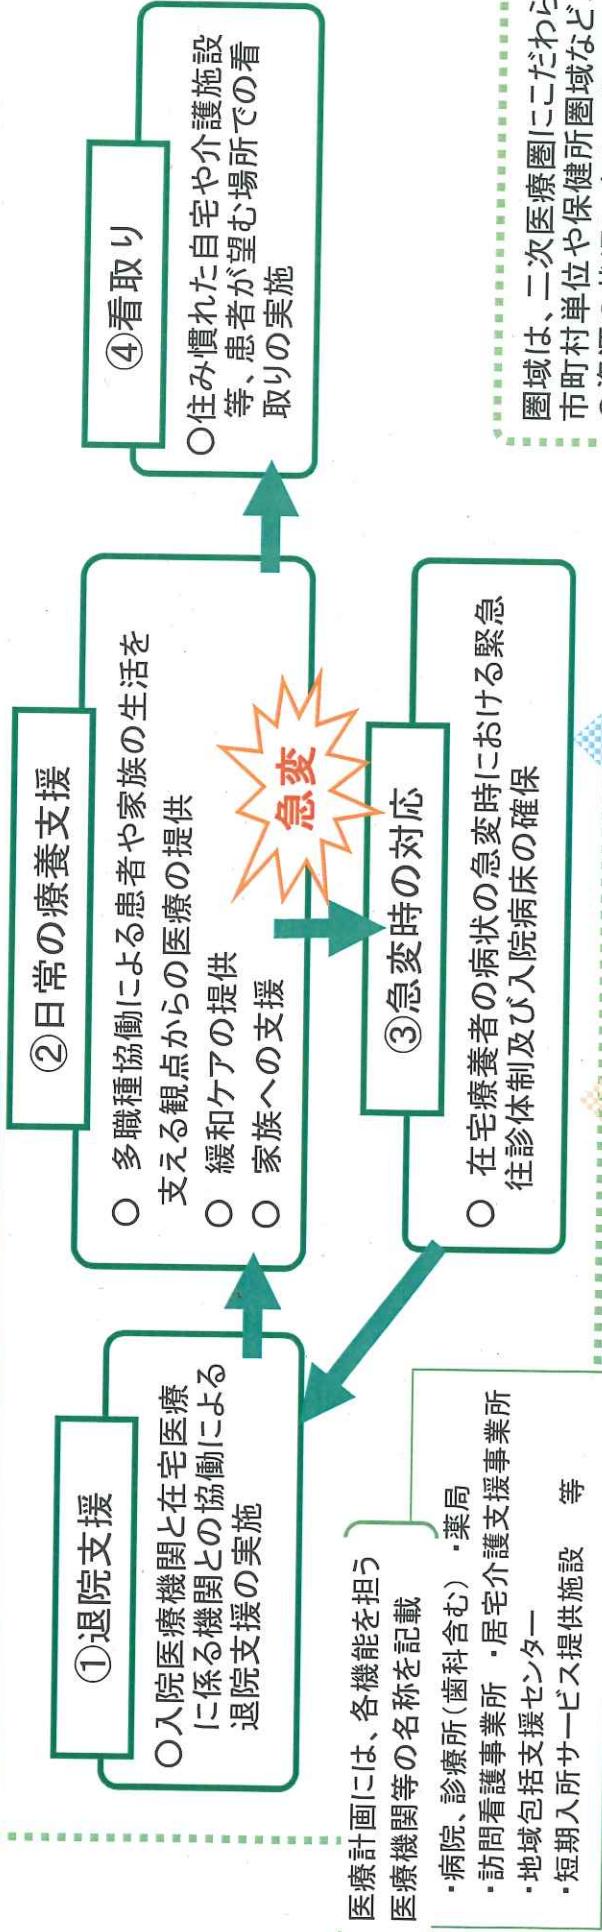 ①退院支援
〇入院医療機関と在宅医療
に係る機関との協働による
退院支援の実施
②日常の療養支援
〇 多職種協働による患者や家族の生活を
支える観点からの医療の提供
〇 緩和ケアの提供
〇 家族への支援
急変
③急変時の対応
〇 在宅療養者の病状の急変時における緊急
往診体制及び入院病床の確保
④看取り
〇住み慣れた自宅や介護施設
等、患者が望む場所での看
取りの実施
医療計画には、各機能を担う
医療機関等の名称を記載
・病院、診療所(歯科含む) ・薬局
・訪問看護事業所 ・居宅介護支援事業所
・地域包括支援センター
・短期入所サービス提供施設 等
圏域は、二次医療圏にこだわら
市町村単位や保健所圏域など